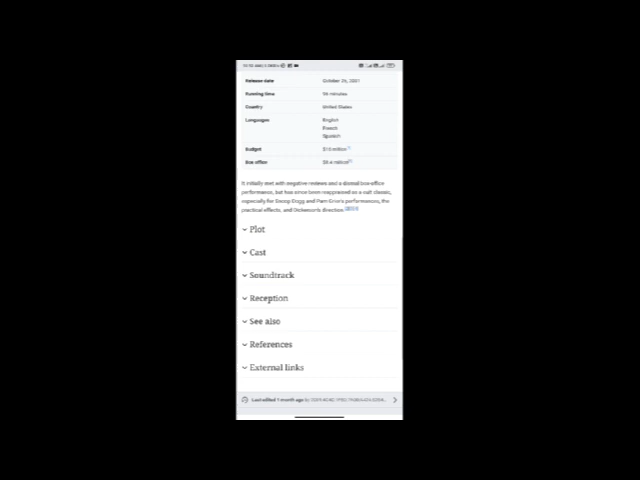 Release date October 24, 2001
Running time 96 minutes
Country United States
Languages English
French
Spanish
Budget
Box office
It initially met with negative reviews and a dismal box-office
performance, but has since been reappraised as a cult classic,
especially for Snoop Dogg and Pam Grier's performances, the
practical effects, and Dickerson's direction.
Plot
Cast
Soundtrack
Reception
See also
References
External links
Last edited 1 month ago by